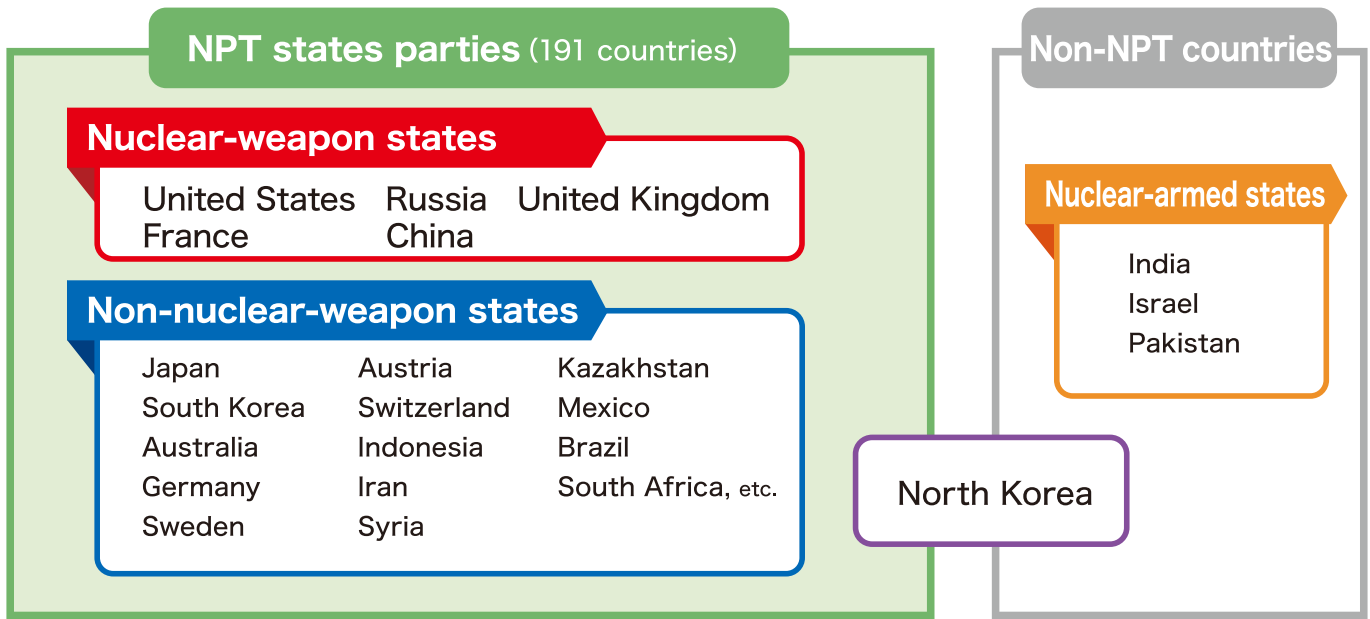 NPT states parties (191 countries)
Nuclear-weapon states
United States Russia United Kingdom
France China
Non-nuclear-weapon states
Japan Austria Kazakhstan
South Korea Switzerland Mexico
Australia Indonesia Brazil
Germany Iran South Africa, etc.
Sweden Syria
Non-NPT countries
Nuclear-armed states
India
Israel
Pakistan
North Korea